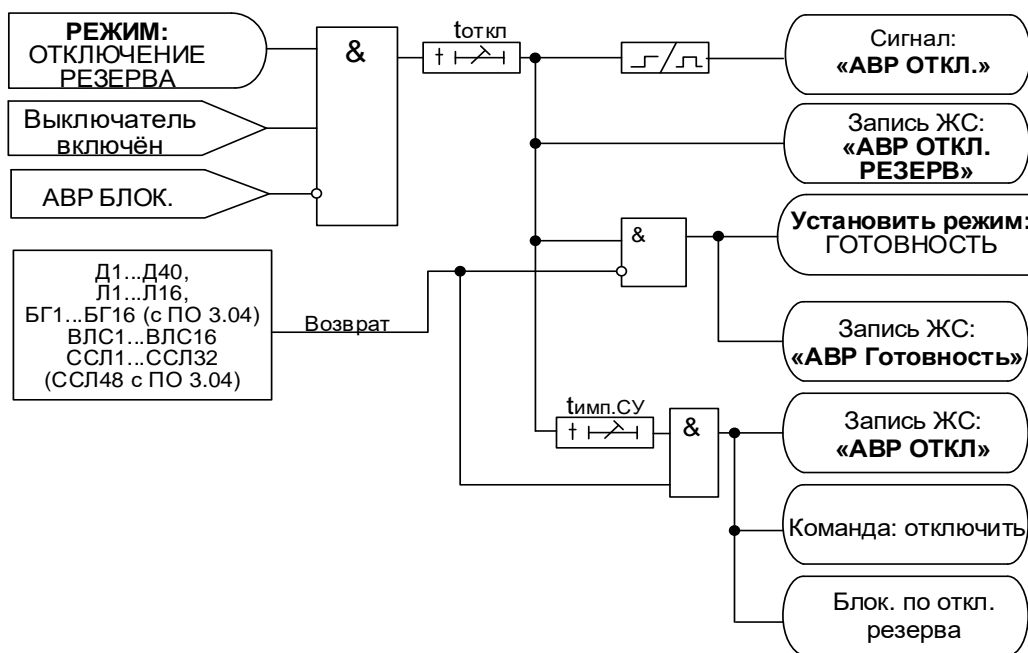 РЕЖИМ:
ОТКЛЮЧЕНИЕ
РЕЗЕРВА
Выключатель
включён
АВР БЛОК.
&
tоткл
Сигнал:
«АВР ОТКЛ.»
Запись ЖС:
«АВР ОТКЛ.
РЕЗЕРВ»
&
Установить режим:
ГОТОВНОСТЬ
Д1...Д40,
Л1...Л16,
БГ1...БГ16 (с ПО 3.04)
ВЛС1...ВЛС16
ССЛ1...ССЛ32
(ССЛ48 с ПО 3.04)
Возврат
Запись ЖС:
«АВР Готовность»
tимп.СУ
&
Запись ЖС:
«АВР ОТКЛ»
Команда: отключить
Блок. по откл.
резерва